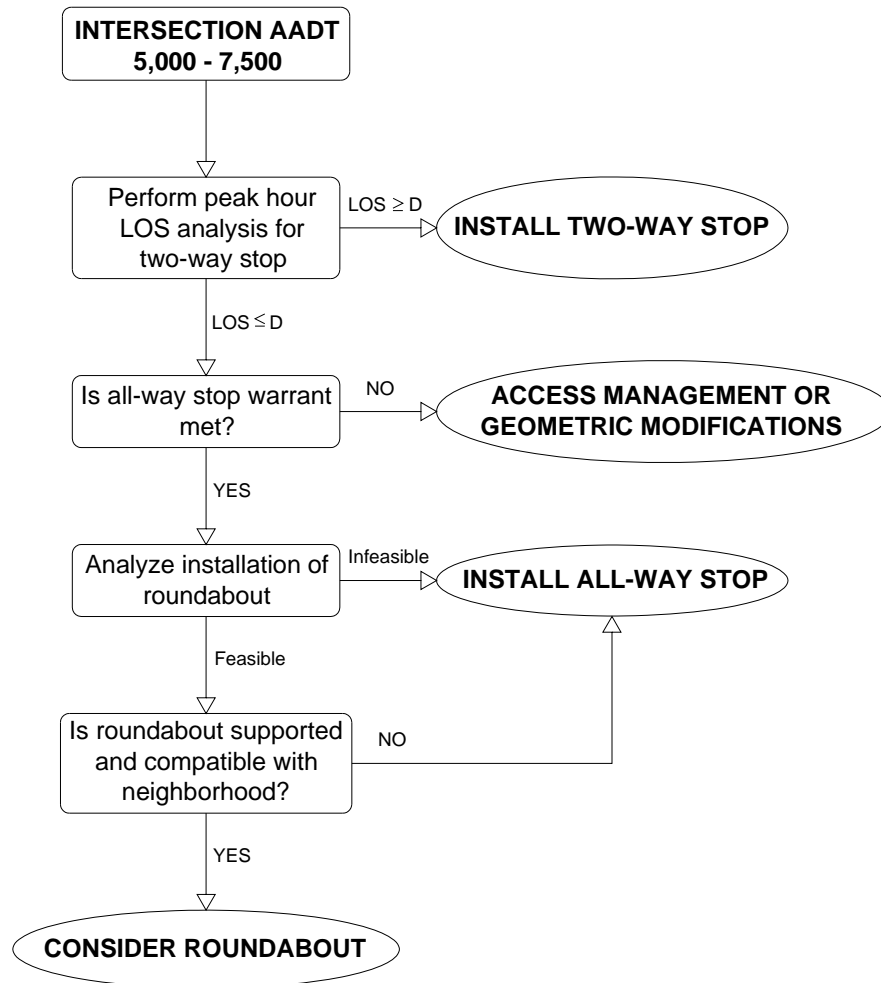 INTERSECTION AADT
5,000 - 7,500
Perform peak hour
LOS analysis for
two-way stop
LOS ≥ D
INSTALL TWO-WAY STOP
LOS ≤ D
Is all-way stop warrant
met?
NO
ACCESS MANAGEMENT OR
GEOMETRIC MODIFICATIONS
YES
Analyze installation of
roundabout
Infeasible
INSTALL ALL-WAY STOP
Feasible
Is roundabout supported
and compatible with
neighborhood?
NO
YES
CONSIDER ROUNDABOUT